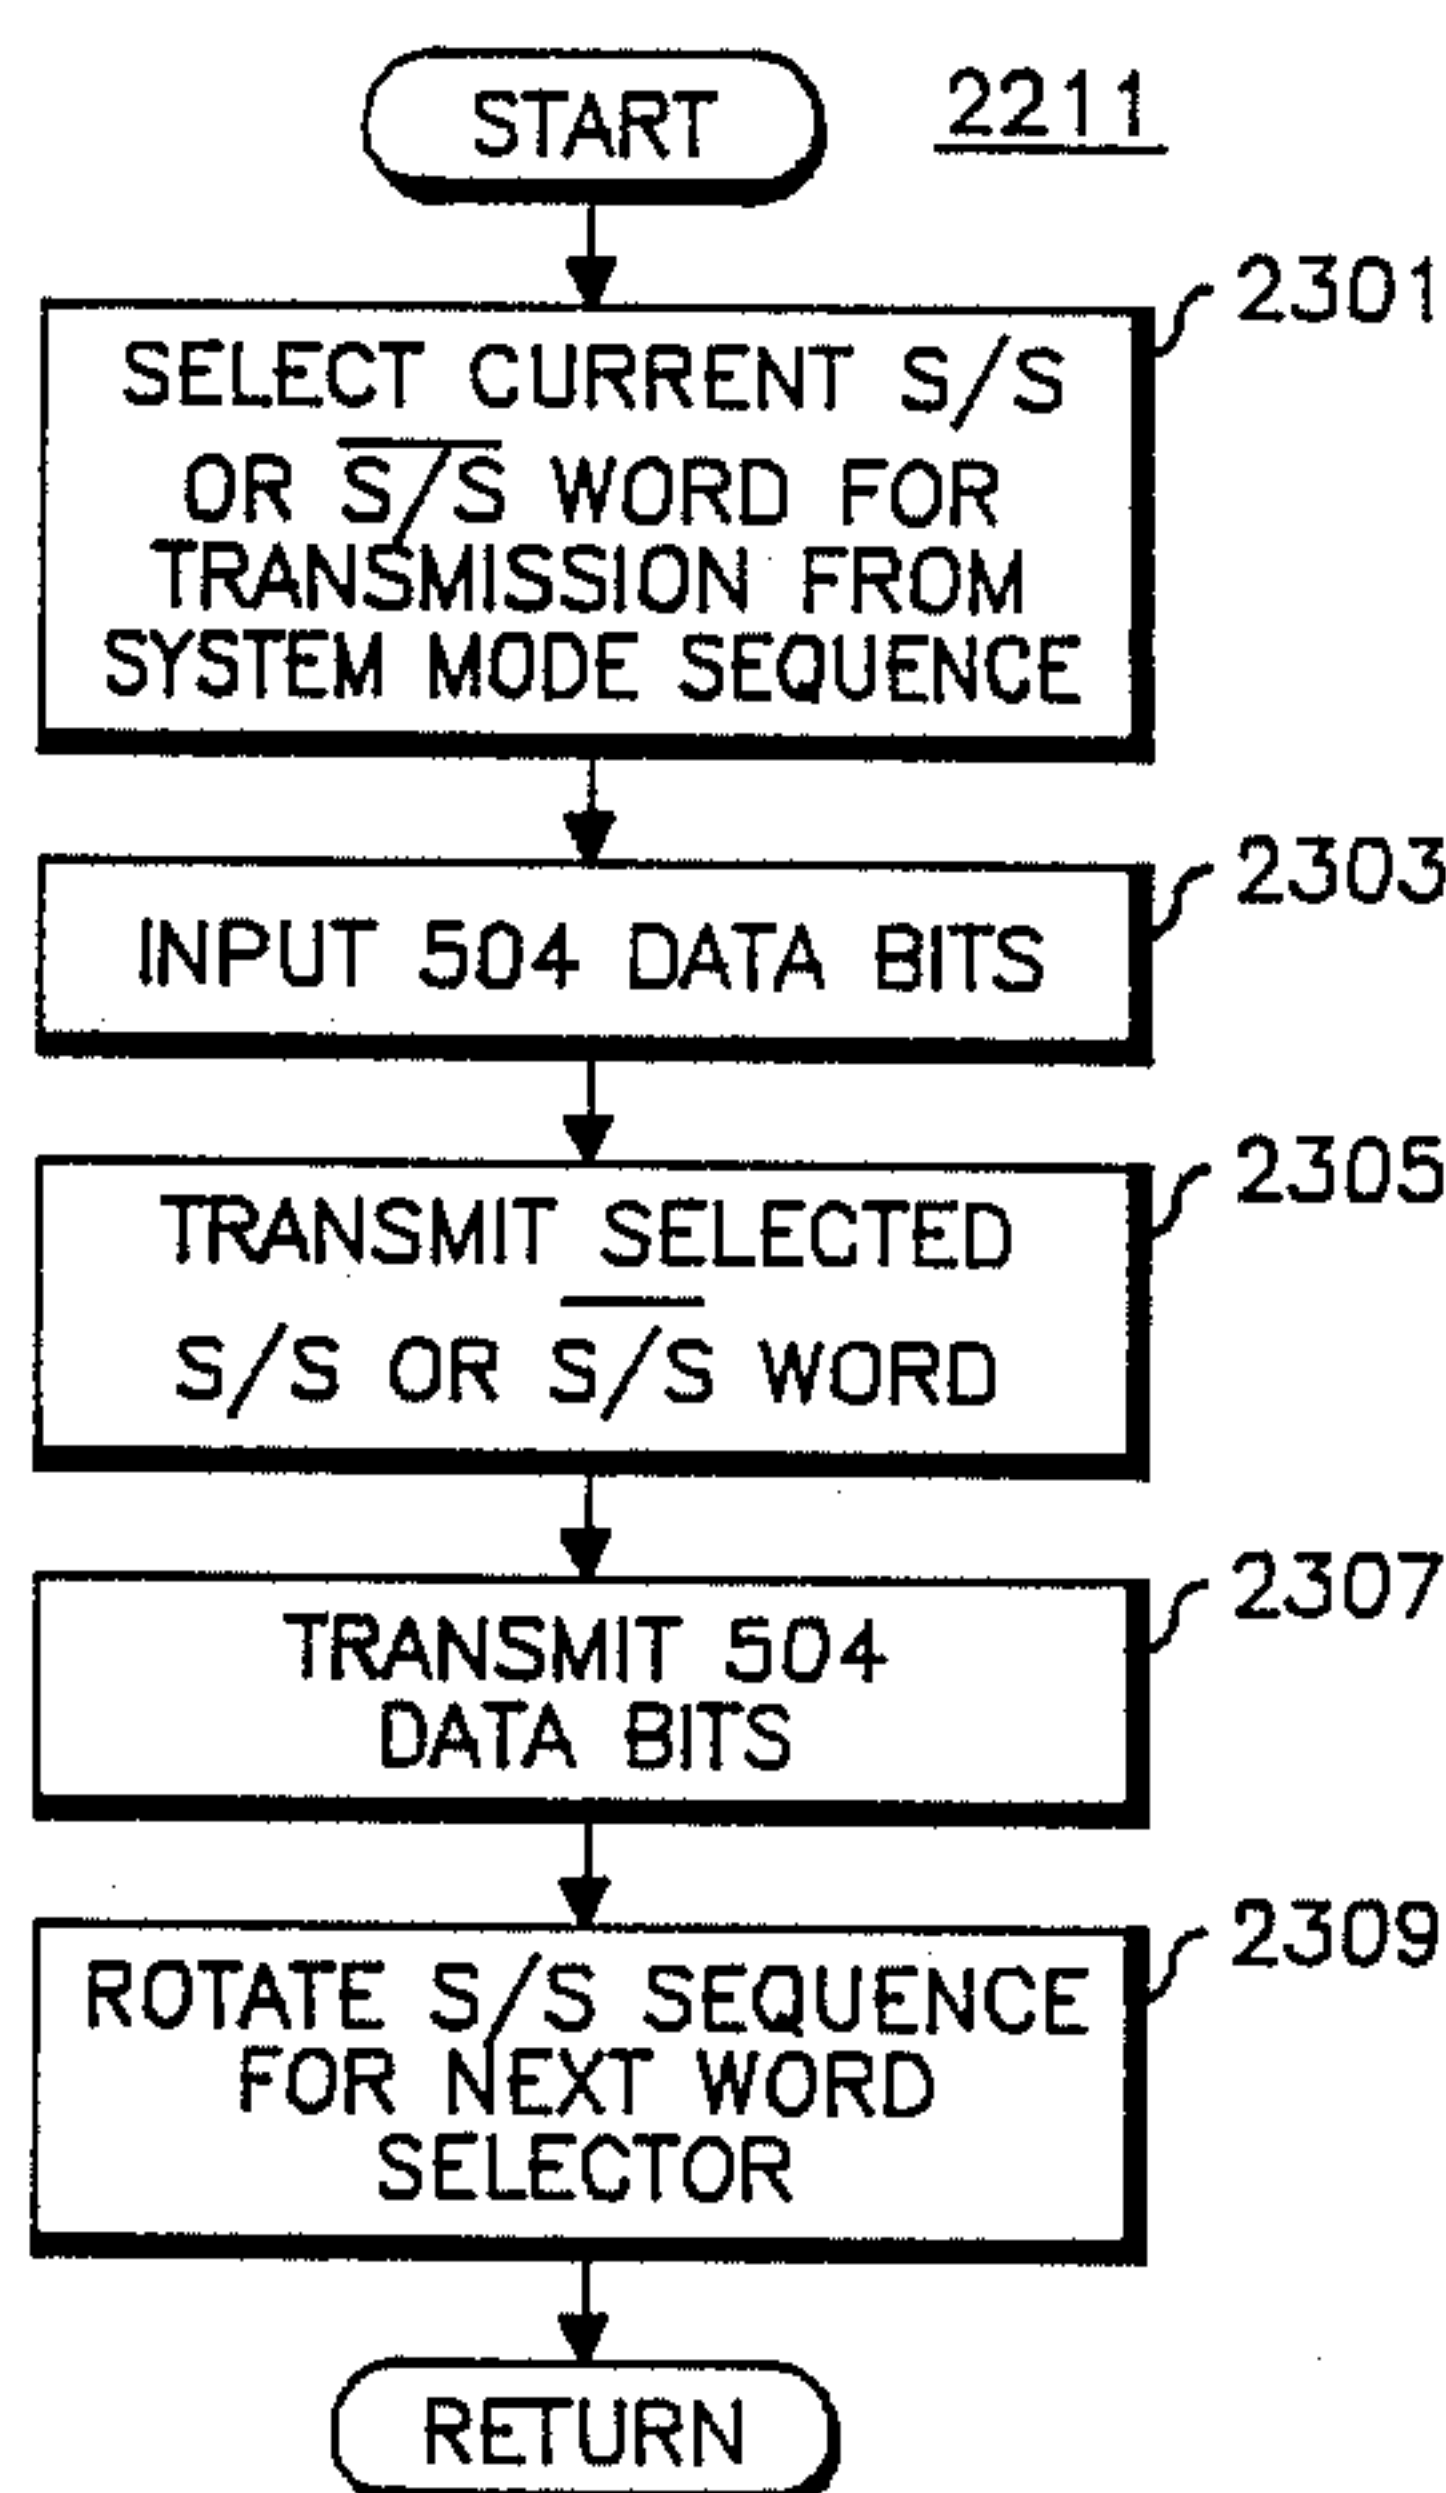 START
2211
2301
SELECT CURRENT S/S
OR S̅/̅S̅ WORD FOR
TRANSMISSION FROM
SYSTEM MODE SEQUENCE
2303
INPUT 504 DATA BITS
2305
TRANSMIT SELECTED
S/S OR S̅/̅S̅ WORD
2307
TRANSMIT 504
DATA BITS
2309
ROTATE S/S SEQUENCE
FOR NEXT WORD
SELECTOR
RETURN